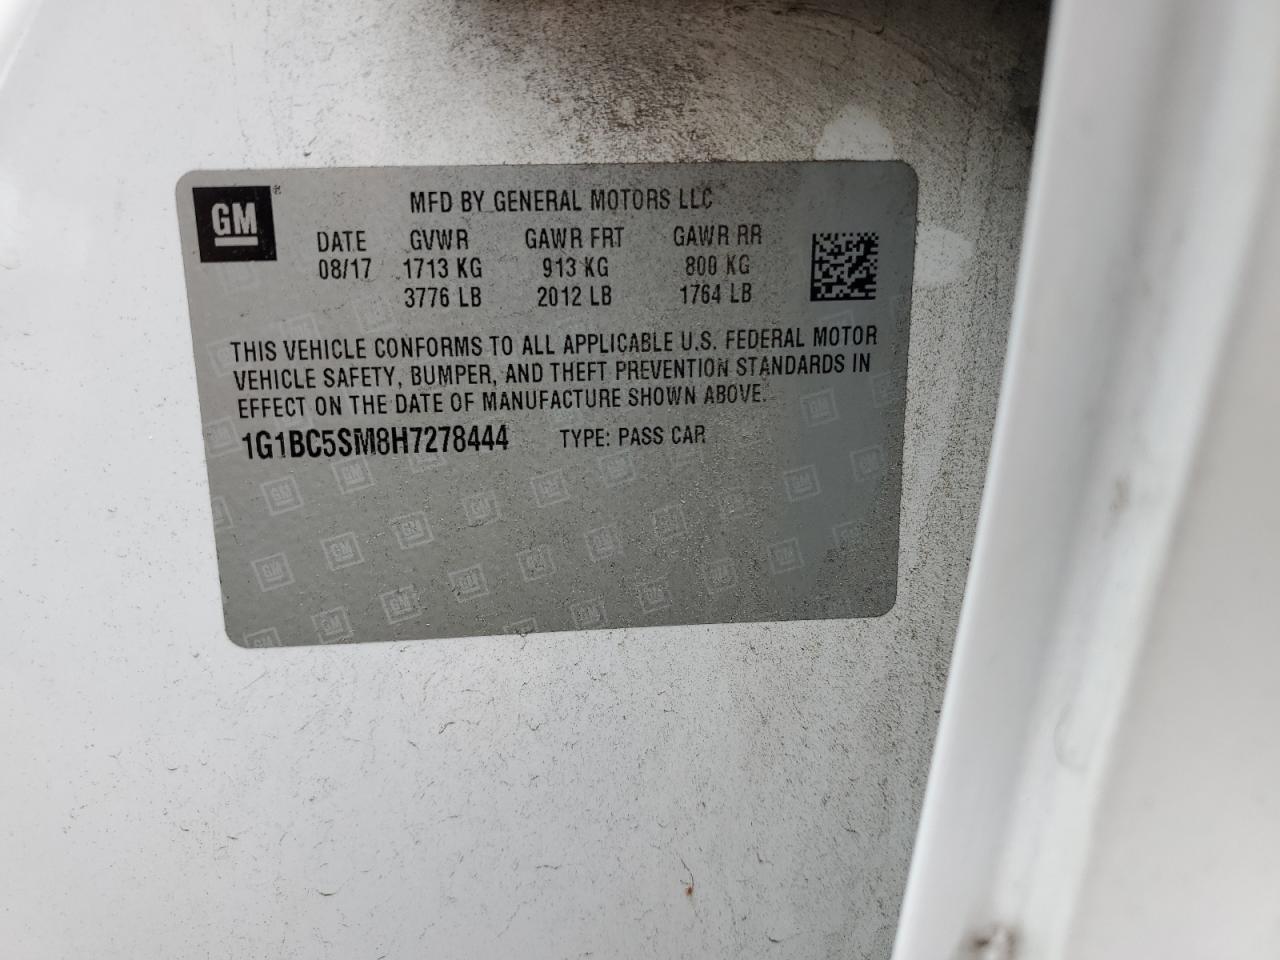 GM
MFD BY GENERAL MOTORS LLC
DATE GVWR GAWR FRT GAWR RR
08/17 1713 KG 913 KG 800 KG
3776 LB 2012 LB 1764 LB
THIS VEHICLE CONFORMS TO ALL APPLICABLE U.S. FEDERAL MOTOR
VEHICLE SAFETY, BUMPER, AND THEFT PREVENTION STANDARDS IN
EFFECT ON THE DATE OF MANUFACTURE SHOWN ABOVE.
1G1BC5SM8H7278444 TYPE: PASS CAR